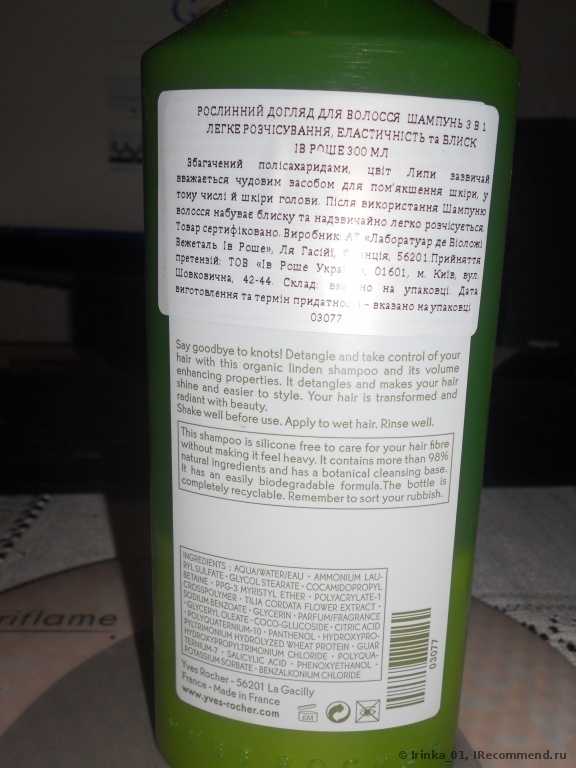 РОСЛИННИЙ ДОГЛЯД ДЛЯ ВОЛОССЯ ШАМПУНЬ 3 В 1
ЛЕГКЕ РОЗЧІСУВАННЯ, ЕЛАСТИЧНІСТЬ та БЛИСК
ІВ РОШЕ 300 МЛ
Збагачений полісахаридами, цвіт Липи зазвичай
вважається чудовим засобом для пом'якшення шкіри, у
тому числі й шкіри голови. Після використання Шампуню
волосся набуває блиску та надзвичайно легко розчісується.
Товар сертифіковано. Виробник: АТ «Лабораторуар де Біоложі
Вежеталь Ів Роше», Ля Гасійї, 56201. Прийняття
претензій: ТОВ «Ів Роше 01601, м. Київ, вул.
Шовковична, 42-44. Склад: на упаковці. Дата
виготовлення та термін придатності – вказано на упаковці
03077
Say goodbye to knots! Detangle and take control of your
hair with this organic linden shampoo and its volume
enhancing properties. It detangles and makes your hair
shine and easier to style. Your hair is transformed and
radiant with beauty.
Shake well before use. Apply to wet hair. Rinse well.
This shampoo is silicone free to care for your hair fibre
without making it feel heavy. It contains more than 98%
natural ingredients and has a botanical cleansing base.
It has an easily biodegradable formula.The bottle is
completely recyclable. Remember to sort your rubbish.
INGREDIENTS : AQUA/WATER/EAU • AMMONIUM LAU-
RYL SULFATE • GLYCOL STEARATE • COCAMIDOPROPYL
BETAINE • PPG-3 MYRISTYL ETHER • POLYACRYLATE-1
CROSSPOLYMER • TILIA CORDATA FLOWER EXTRACT •
SODIUM BENZOATE • GLYCERIN • PARFUM/FRAGRANCE
• GLYCERYL OLEATE • COCO-GLUCOSIDE • CITRIC ACID
• POLYQUATERNIUM-10 • PANTHENOL • HYDROXYPRO-
PYLTRIMONIUM HYDROLYZED WHEAT PROTEIN • GUAR
HYDROXYPROPYLTRIMONIUM CHLORIDE • POLYQUA-
TERNIUM-7 • SALICYLIC ACID • PHENOXYETHANOL •
POTASSIUM SORBATE • BENZALKONIUM CHLORIDE
Yves Rocher - 56201 La Gacilly
France - Made in France
www.yves-rocher.com
03077
6M
riflame
© irinka_01, IRecommend.ru